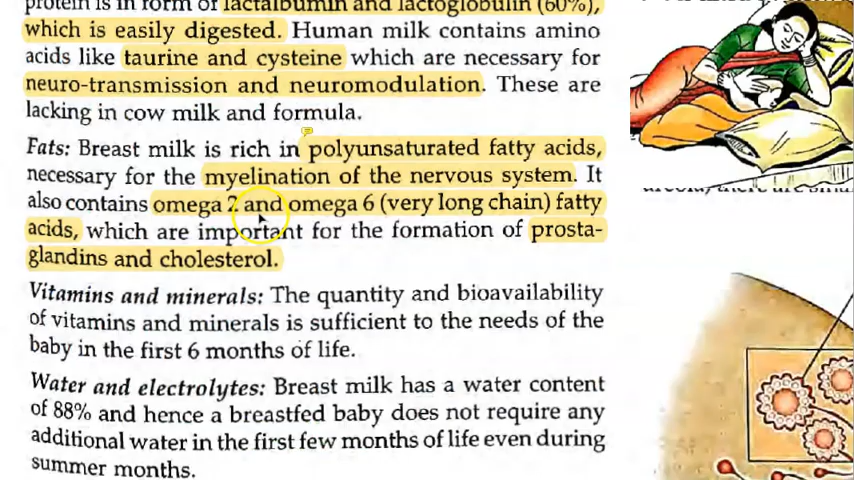 protein is in form of lactalbumin and lactoglobulin (60%),
which is easily digested. Human milk contains amino
acids like taurine and cysteine which are necessary for
neuro-transmission and neuromodulation. These are
lacking in cow milk and formula.
Fats: Breast milk is rich in polyunsaturated fatty acids,
necessary for the myelination of the nervous system. It
also contains omega 2 and omega 6 (very long chain) fatty
acids, which are important for the formation of prosta-
glandins and cholesterol.
Vitamins and minerals: The quantity and bioavailability
of vitamins and minerals is sufficient to the needs of the
baby in the first 6 months of life.
Water and electrolytes: Breast milk has a water content
of 88% and hence a breastfed baby does not require any
additional water in the first few months of life even during
summer months.